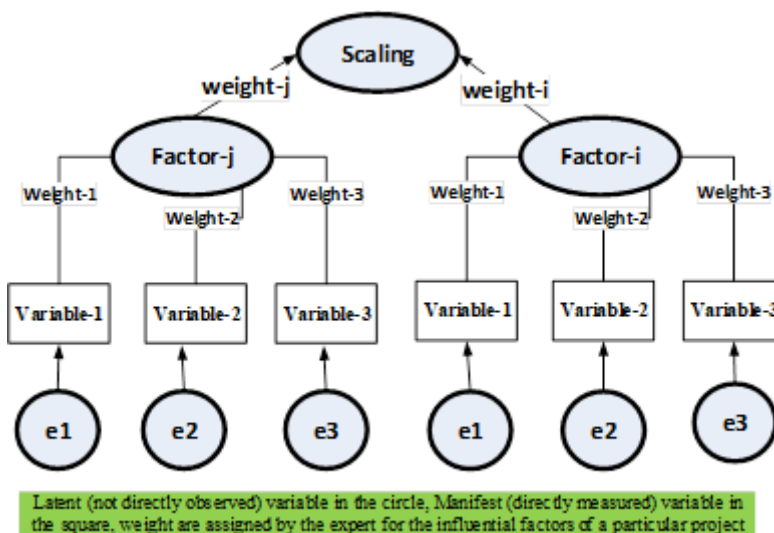 Scaling
weight-j
weight-i
Factor-j
Factor-i
Weight-1
Weight-2
Weight-3
Weight-1
Weight-2
Weight-3
Variable-1
Variable-2
Variable-3
Variable-1
Variable-2
Variable-3
e1
e2
e3
e1
e2
e3
Latent (not directly observed) variable in the circle, Manifest (directly measured) variable in
the square, weight are assigned by the expert for the influential factors of a particular project